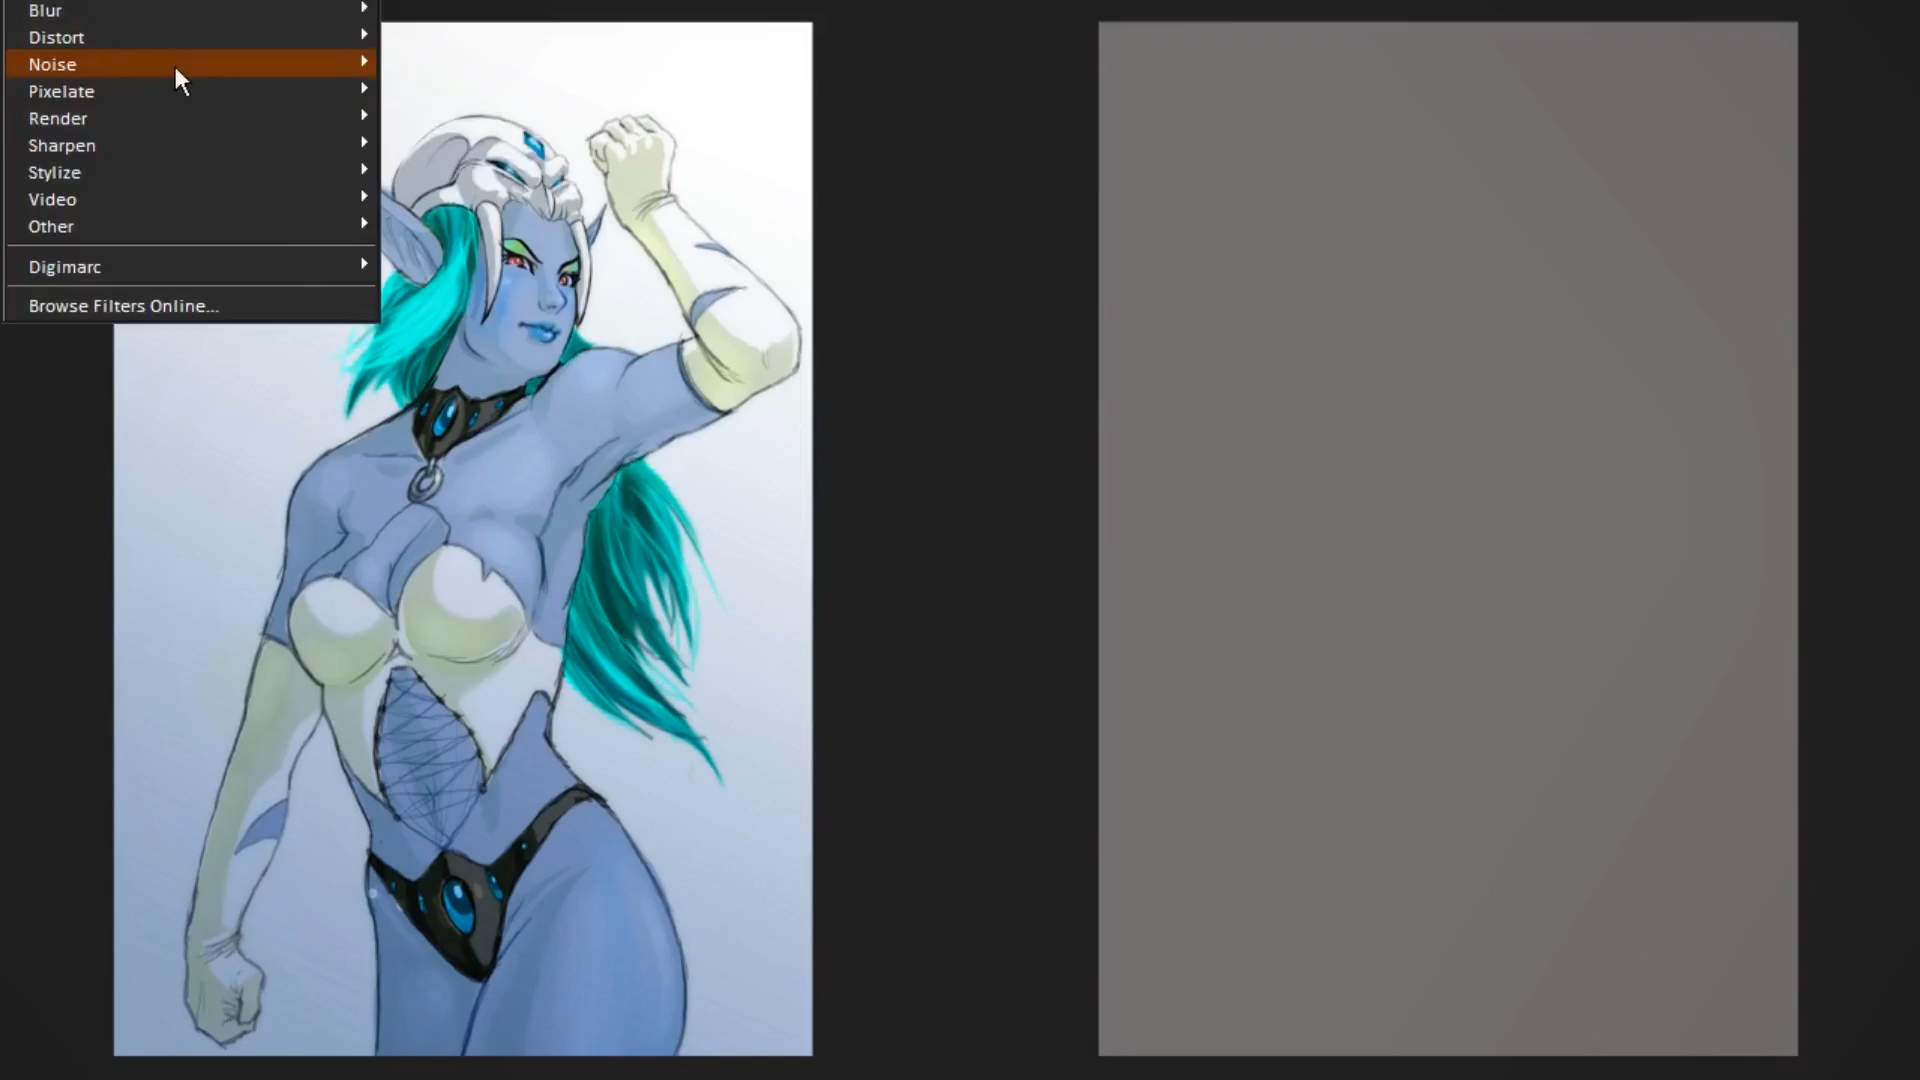 Blur
Distort
Noise
Pixelate
Render
Sharpen
Stylize
Video
Other
Digimarc
Browse Filters Online...